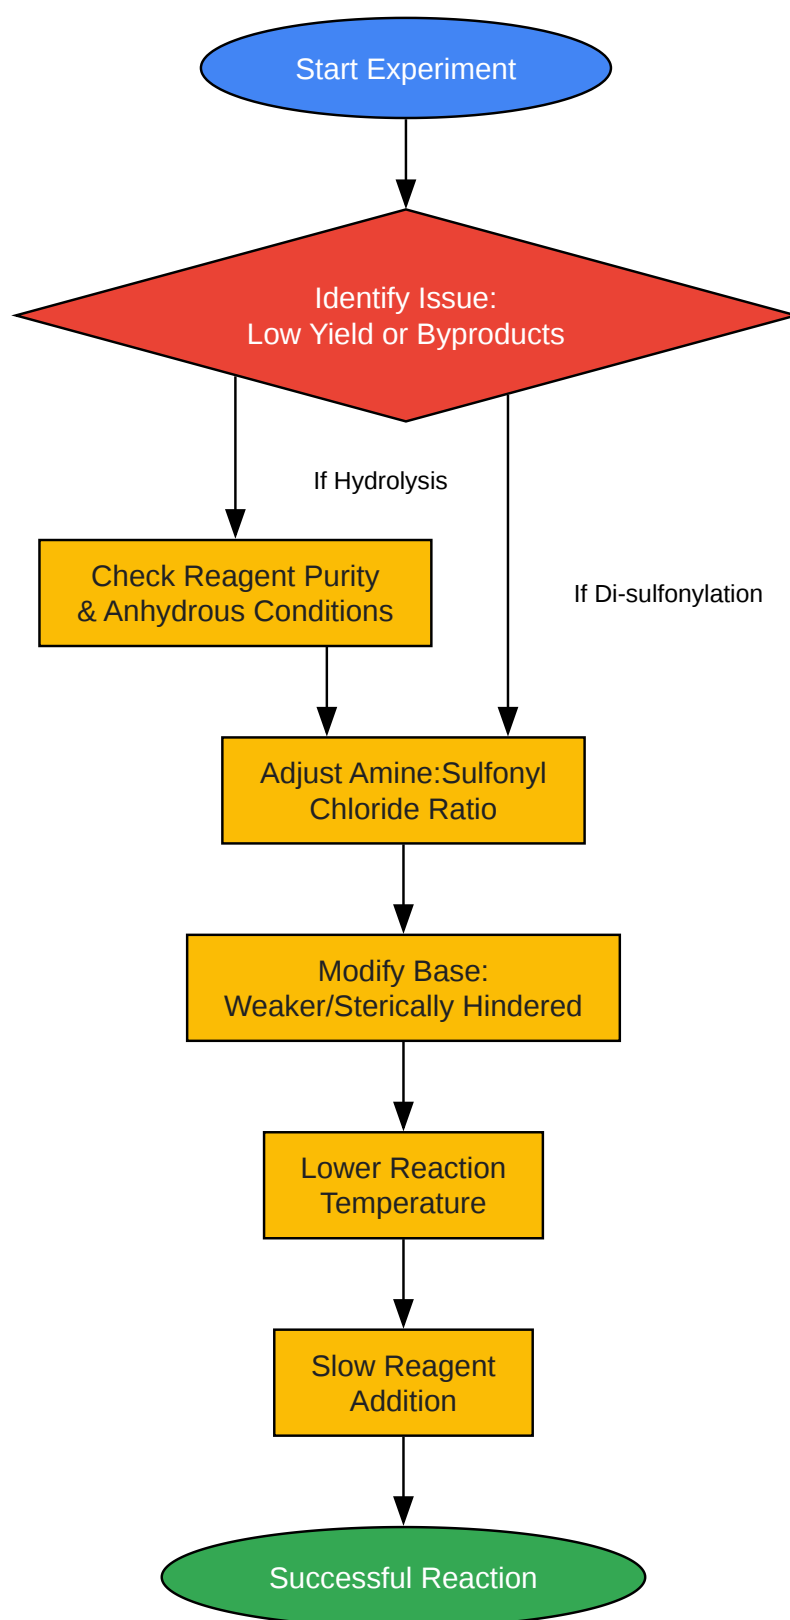 Start Experiment
Identify Issue:
Low Yield or Byproducts
If Hydrolysis
Check Reagent Purity
& Anhydrous Conditions
If Di-sulfonylation
Adjust Amine:Sulfonyl
Chloride Ratio
Modify Base:
Weaker/Sterically Hindered
Lower Reaction
Temperature
Slow Reagent
Addition
Successful Reaction